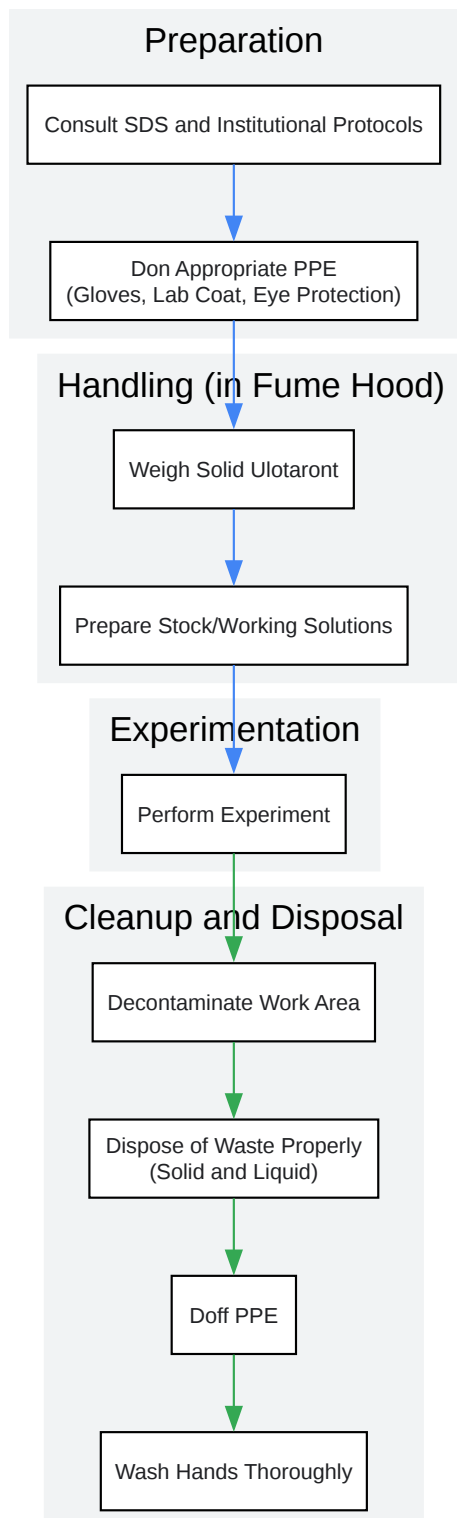 Preparation
Consult SDS and Institutional Protocols
Don Appropriate PPE
(Gloves, Lab Coat, Eye Protection)
Handling (in Fume Hood)
Weigh Solid Ulotaront
Prepare Stock/Working Solutions
Experimentation
Perform Experiment
Cleanup and Disposal
Decontaminate Work Area
Dispose of Waste Properly
(Solid and Liquid)
Doff PPE
Wash Hands Thoroughly